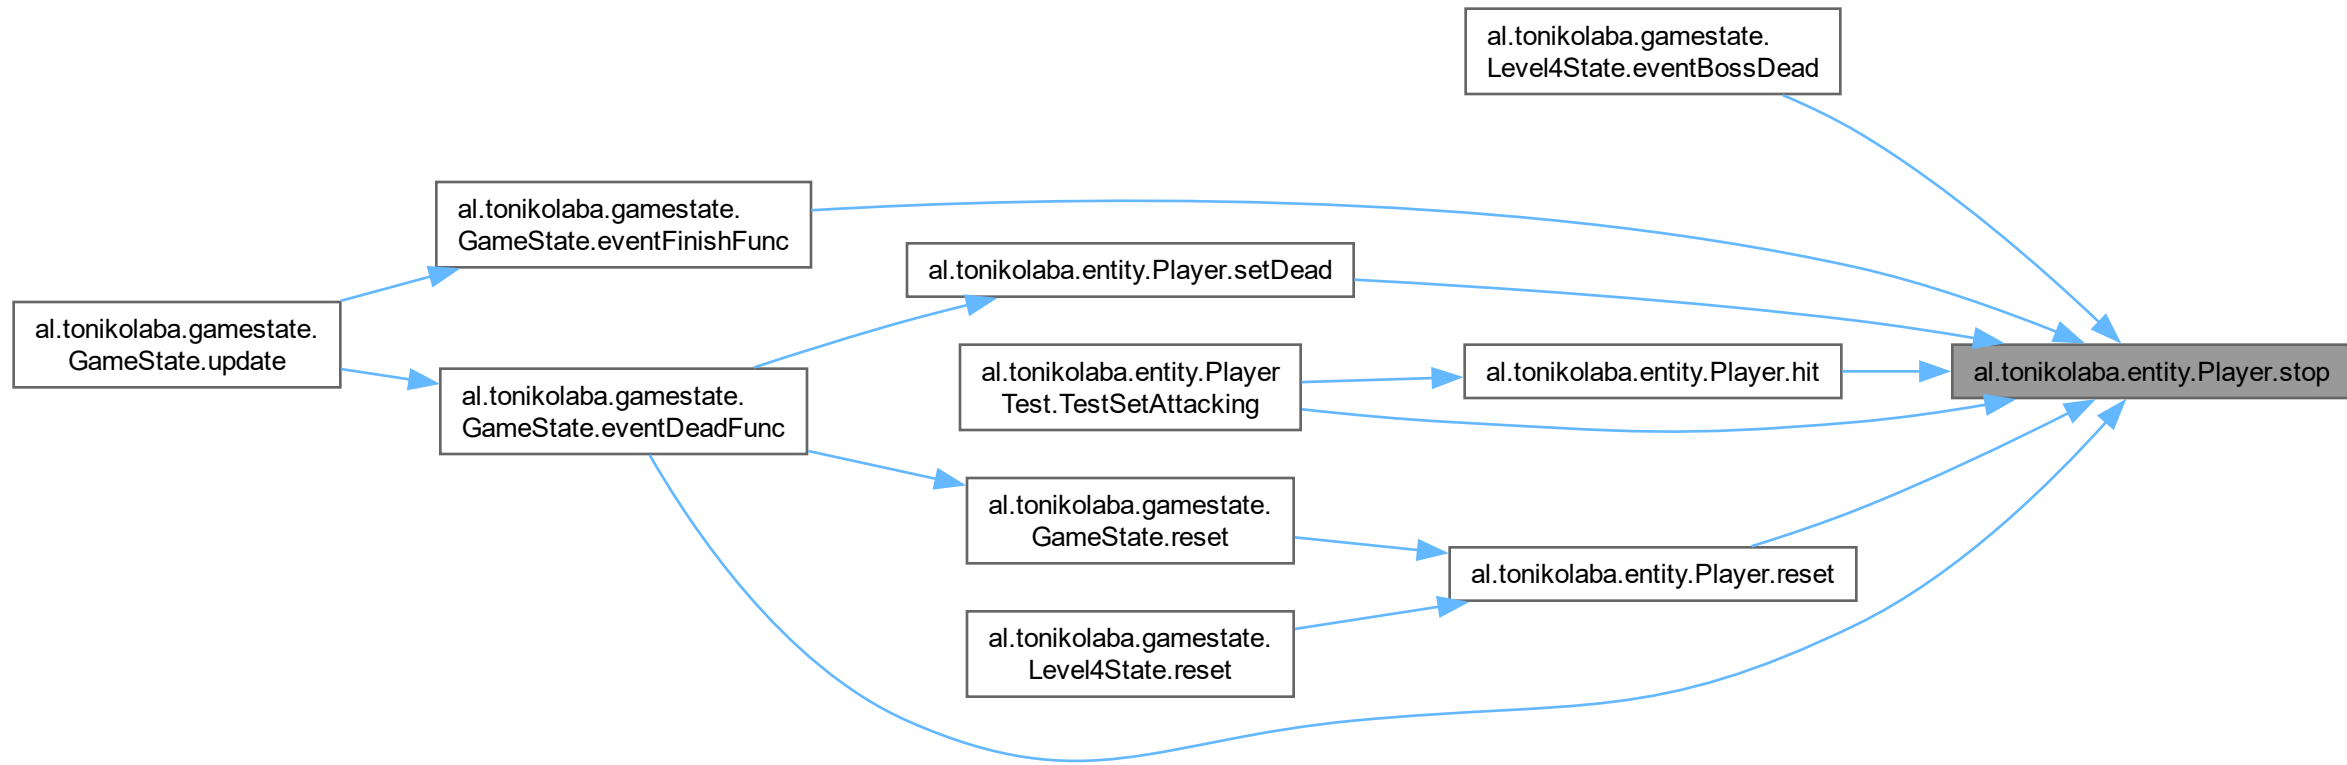 al.tonikolaba.gamestate.
Level4State.eventBossDead
al.tonikolaba.gamestate.
GameState.eventFinishFunc
al.tonikolaba.entity.Player.setDead
al.tonikolaba.gamestate.
GameState.update
al.tonikolaba.entity.Player
Test.TestSetAttacking
al.tonikolaba.entity.Player.hit
al.tonikolaba.entity.Player.stop
al.tonikolaba.gamestate.
GameState.eventDeadFunc
al.tonikolaba.gamestate.
GameState.reset
al.tonikolaba.entity.Player.reset
al.tonikolaba.gamestate.
Level4State.reset